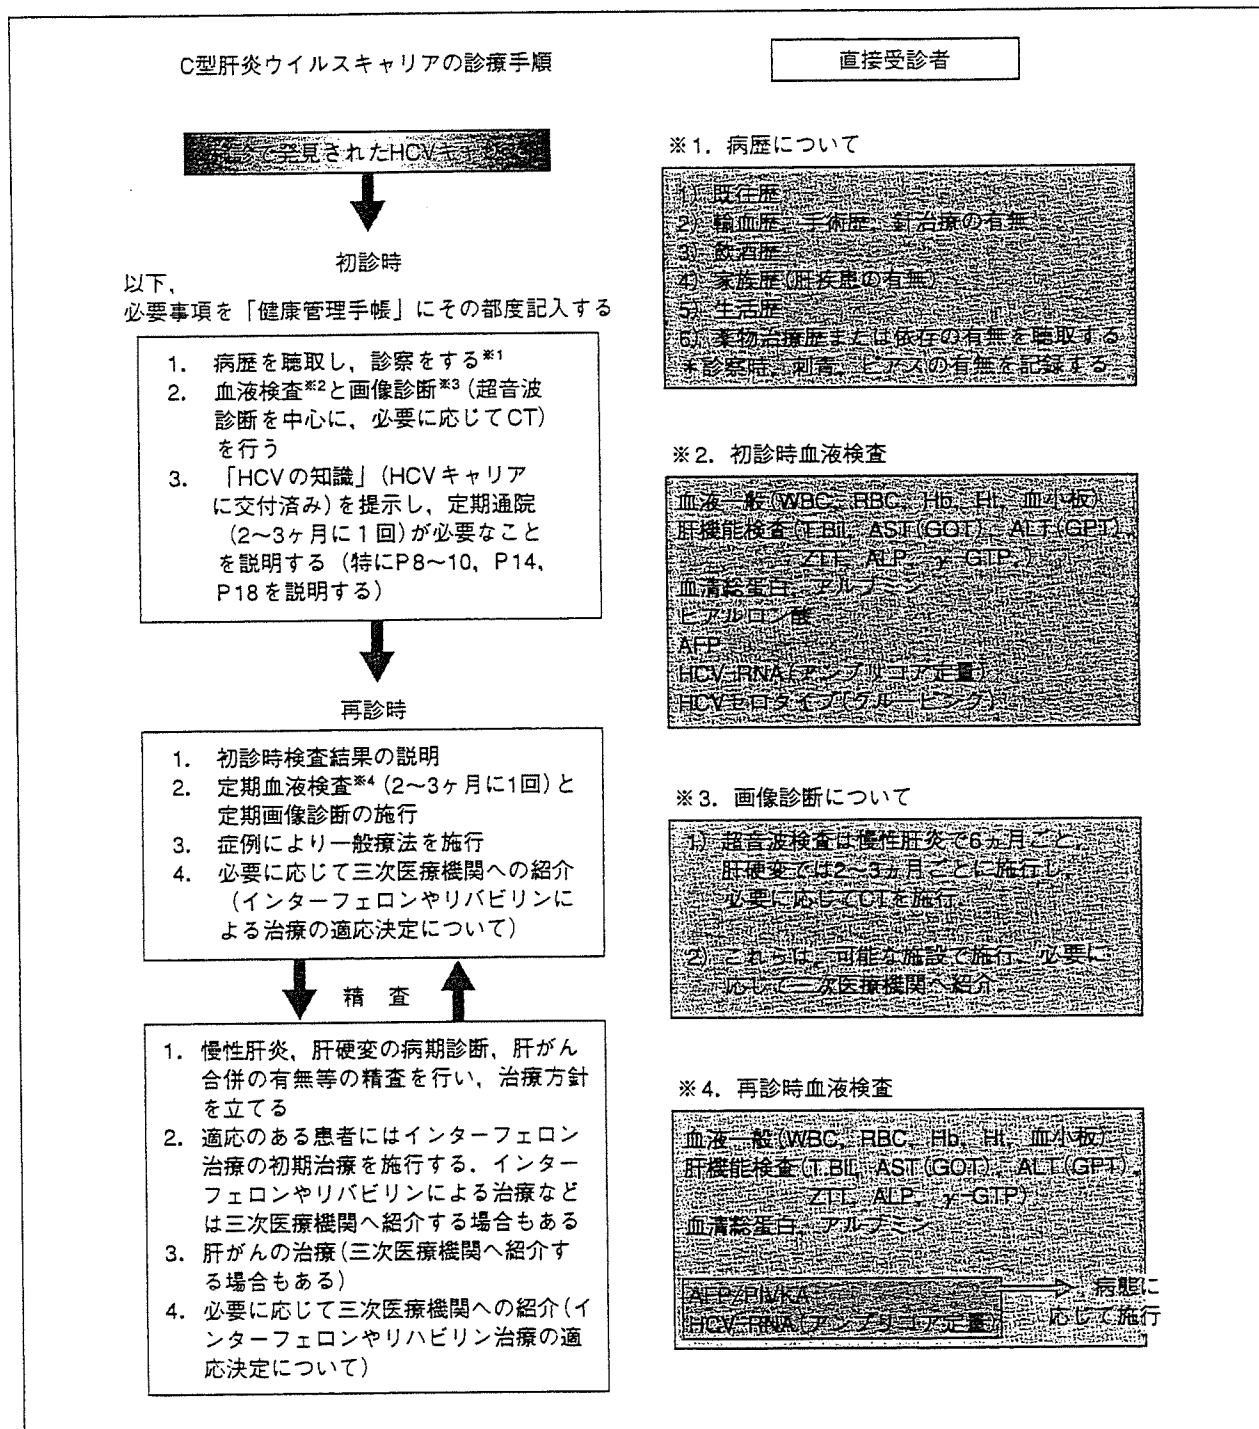 C型肝炎ウイルスキャリアの診療手順
発見されたHCVキャ
初診時
以下,
必要事項を「健康管理手帳」にその都度記入する
1. 病歴を聴取し, 診察をする※1
2. 血液検査※2と画像診断※3(超音波
診断を中心に, 必要に応じてCT)
を行う
3. 「HCVの知識」(HCVキャリア
に交付済み)を提示し, 定期通院
(2〜3ヶ月に1回)が必要なこと
を説明する(特にP8〜10, P14,
P18を説明する)
再診時
1. 初診時検査結果の説明
2. 定期血液検査※4(2〜3ヶ月に1回)と
定期画像診断の施行
3. 症例により一般療法を施行
4. 必要に応じて三次医療機関への紹介
(インターフェロンやリバビリンに
よる治療の適応決定について)
精 査
1. 慢性肝炎, 肝硬変の病期診断, 肝がん
合併の有無等の精査を行い, 治療方針
を立てる
2. 適応のある患者にはインターフェロン
治療の初期治療を施行する. インター
フェロンやリバビリンによる治療など
は三次医療機関へ紹介する場合もある
3. 肝がんの治療(三次医療機関へ紹介す
る場合もある)
4. 必要に応じて三次医療機関への紹介(イ
ンターフェロンやリハビリン治療の適
応決定について)
直接受診者
※1. 病歴について
1) 既往歴
2) 輸血歴, 手術歴, 針治療の有無
3) 飲酒歴
4) 家族歴(肝疾患の有無)
5) 生活歴
6) 薬物治療歴または依存の有無を聴取する
*診察時, 刺青, ピアスの有無を記録する
※2. 初診時血液検査
血液一般(WBC, RBC, Hb, Ht, 血小板)
肝機能検査(T.Bil, AST(GOT), ALT(GPT),
ZTT, ALP, γ-GTP,)
血清総蛋白, アルブミン
ヒアルロン酸
AFP
HCV-RNA(アンプリコア定量)
HCVセロタイプ(グルーピング)
※3. 画像診断について
1) 超音波検査は慢性肝炎で6ヵ月ごと,
肝硬変では2〜3ヵ月ごとに施行し,
必要に応じてCTを施行
2) これらは, 可能な施設で施行, 必要に
応じて三次医療機関へ紹介
※4. 再診時血液検査
血液一般(WBC, RBC, Hb, Ht, 血小板)
肝機能検査(T.Bil, AST(GOT), ALT(GPT),
ZTT, ALP, γ-GTP)
血清総蛋白, アルブミン
AFP/PIVKA
HCV-RNA(アンプリコア定量)
病態に
応じて施行